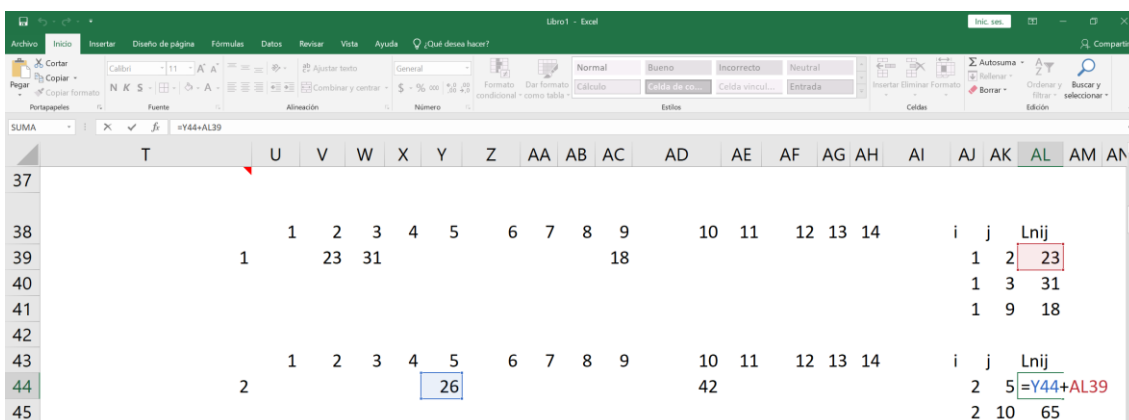 Libro1 - Excel
Inic. ses.
Archivo Inicio Insertar Diseño de página Fórmulas Datos Revisar Vista Ayuda ¿Qué desea hacer? Compartir
Pegar Cortar Copiar Copiar formato
Calibri 11 A A Ajustar texto General Normal Bueno Incorrecto Neutral Autosuma
N K S A Combinar y centrar $ % 000 Formato condicional Dar formato como tabla Cálculo Celda de co... Celda vincul... Entrada Insertar Eliminar Formato Rellenar Borrar Ordenar y filtrar Buscar y seleccionar
Portapapeles Fuente Alineación Número Estilos Celdas Edición
SUMA fx =Y44+AL39
T U V W X Y Z AA AB AC AD AE AF AG AH AI AJ AK AL AM AN
37
38 1 2 3 4 5 6 7 8 9 10 11 12 13 14 i j Lnij
39 1 23 31 18 1 2 23
40 1 3 31
41 1 9 18
42
43 1 2 3 4 5 6 7 8 9 10 11 12 13 14 i j Lnij
44 2 26 42 2 5 =Y44+AL39
45 2 10 65